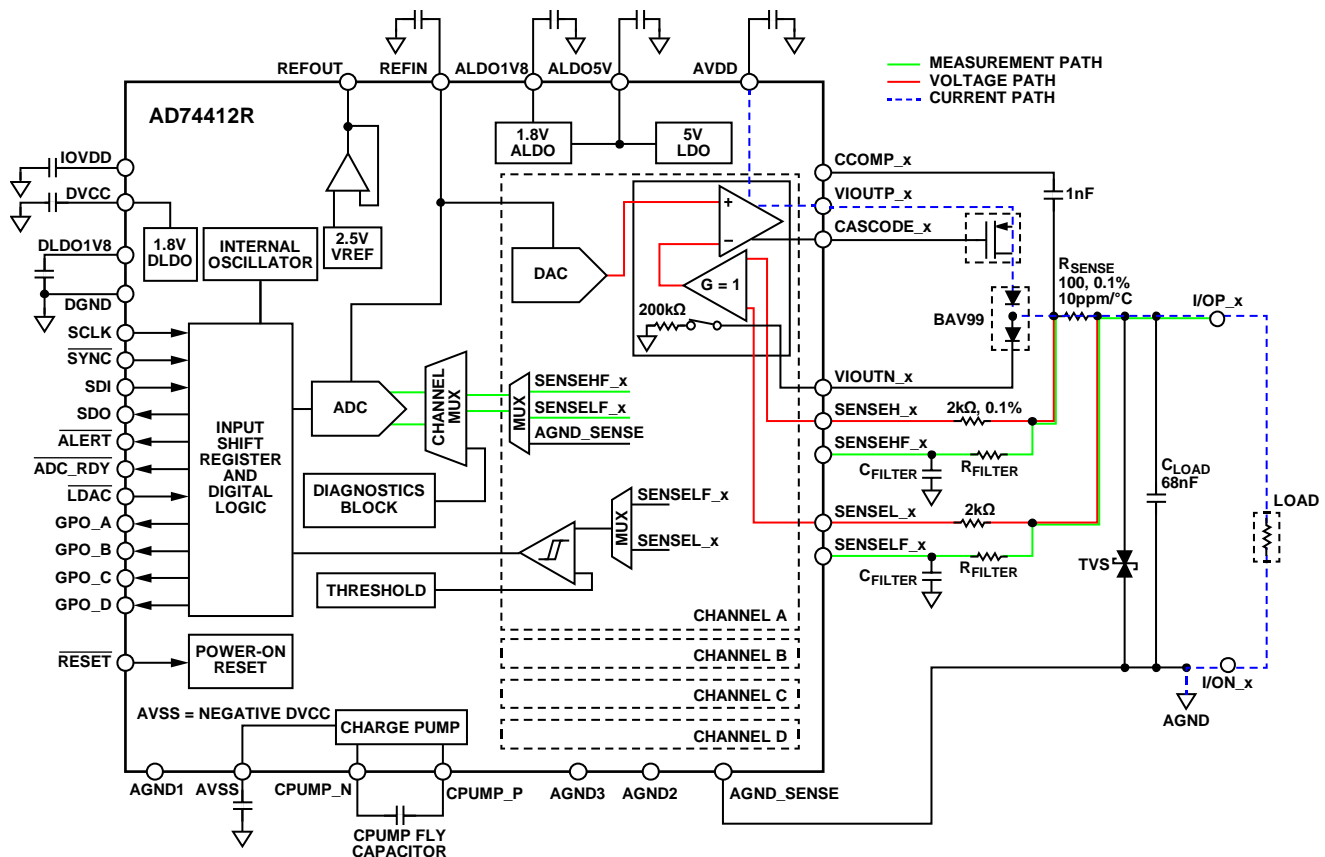 REFOUT
REFIN
ALDO1V8
ALDO5V
AVDD
MEASUREMENT PATH
VOLTAGE PATH
CURRENT PATH
AD74412R
IOVDD
DVCC
DLDO1V8
DGND
SCLK
SYNC
SDI
SDO
ALERT
ADC_RDY
LDAC
GPO_A
GPO_B
GPO_C
GPO_D
RESET
1.8V
DLDO
INTERNAL
OSCILLATOR
2.5V
VREF
1.8V
ALDO
5V
LDO
INPUT
SHIFT
REGISTER
AND
DIGITAL
LOGIC
POWER-ON
RESET
ADC
CHANNEL
MUX
DIAGNOSTICS
BLOCK
THRESHOLD
MUX
SENSEHF_x
SENSELF_x
AGND_SENSE
MUX
SENSELF_x
SENSEL_x
DAC
+
−
G = 1
200kΩ
CHANNEL A
CHANNEL B
CHANNEL C
CHANNEL D
CCOMP_x
VIOUTP_x
CASCODE_x
VIOUTN_x
SENSEH_x
SENSEHF_x
SENSEL_x
SENSELF_x
1nF
RSENSE
100, 0.1%
10ppm/°C
I/OP_x
BAV99
2kΩ, 0.1%
CFILTER
RFILTER
2kΩ
CFILTER
RFILTER
CLOAD
68nF
LOAD
TVS
I/ON_x
AGND
AVSS = NEGATIVE DVCC
CHARGE PUMP
AGND1
AVSS
CPUMP_N
CPUMP_P
AGND3
AGND2
AGND_SENSE
CPUMP FLY
CAPACITOR